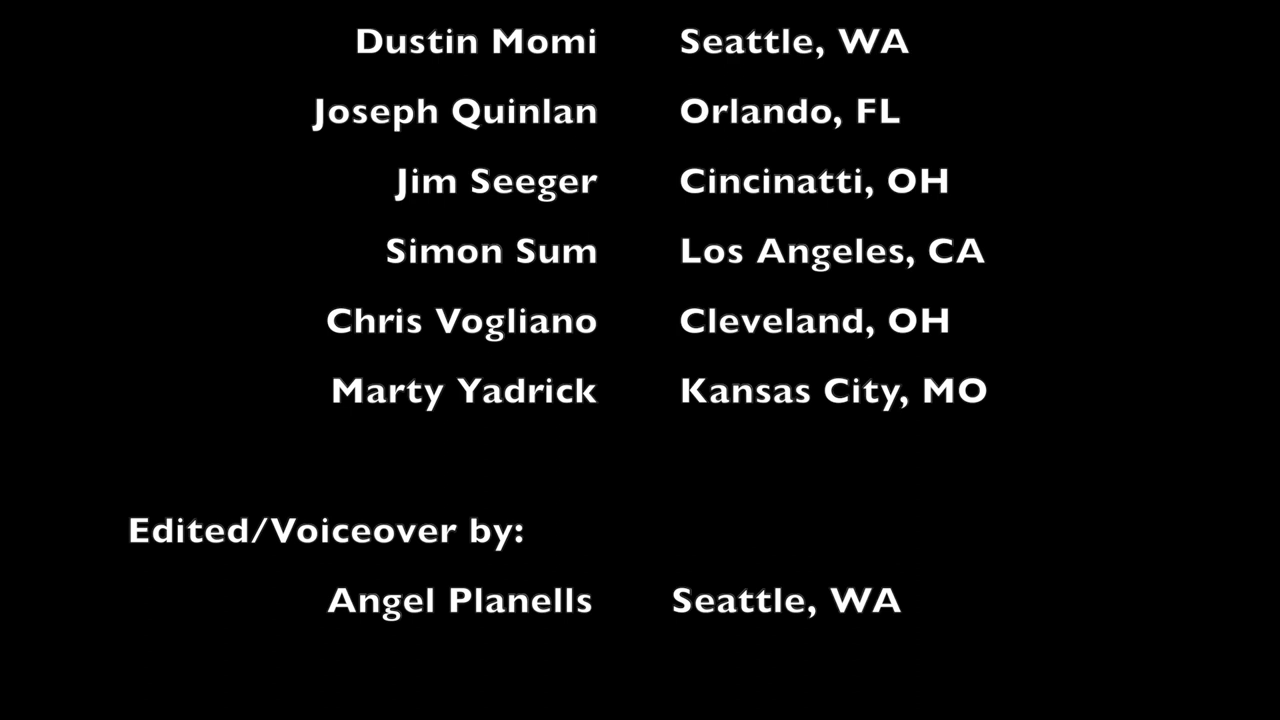 Dustin Momi Seattle, WA
Joseph Quinlan Orlando, FL
Jim Seeger Cincinatti, OH
Simon Sum Los Angeles, CA
Chris Vogliano Cleveland, OH
Marty Yadrick Kansas City, MO
Edited/Voiceover by:
Angel Planells Seattle, WA